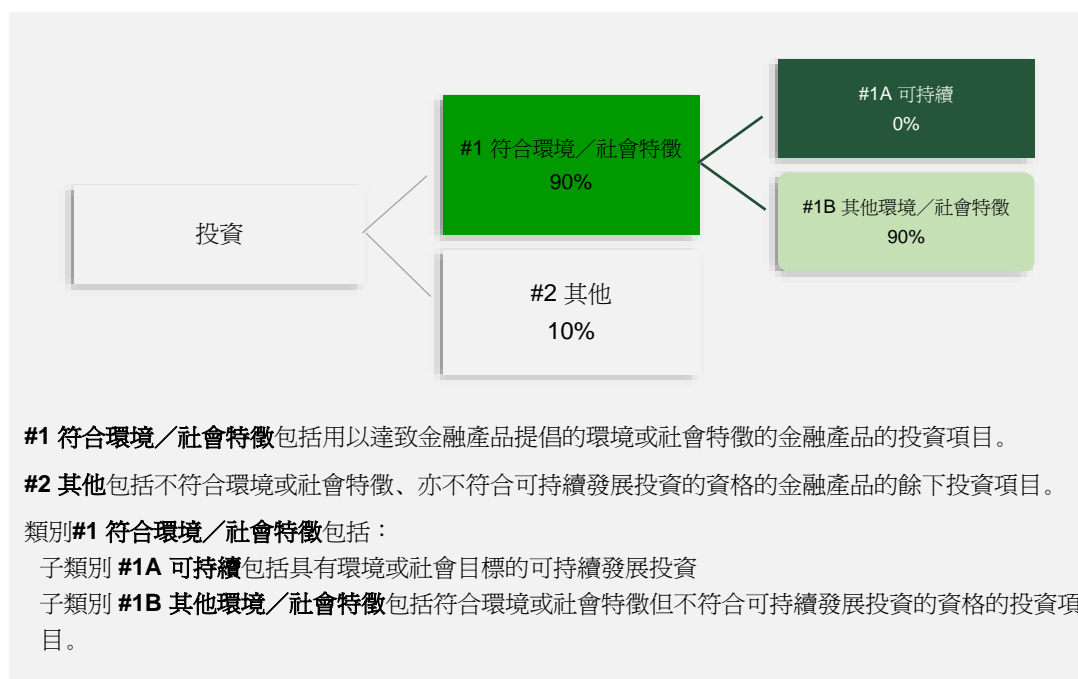 投資
#1 符合環境／社會特徵
90%
#2 其他
10%
#1A 可持續
0%
#1B 其他環境／社會特徵
90%
#1 符合環境／社會特徵包括用以達致金融產品提倡的環境或社會特徵的金融產品的投資項目。
#2 其他包括不符合環境或社會特徵、亦不符合可持續發展投資的資格的金融產品的餘下投資項目。
類別#1 符合環境／社會特徵包括：
子類別 #1A 可持續包括具有環境或社會目標的可持續發展投資
子類別 #1B 其他環境／社會特徵包括符合環境或社會特徵但不符合可持續發展投資的資格的投資項
目。